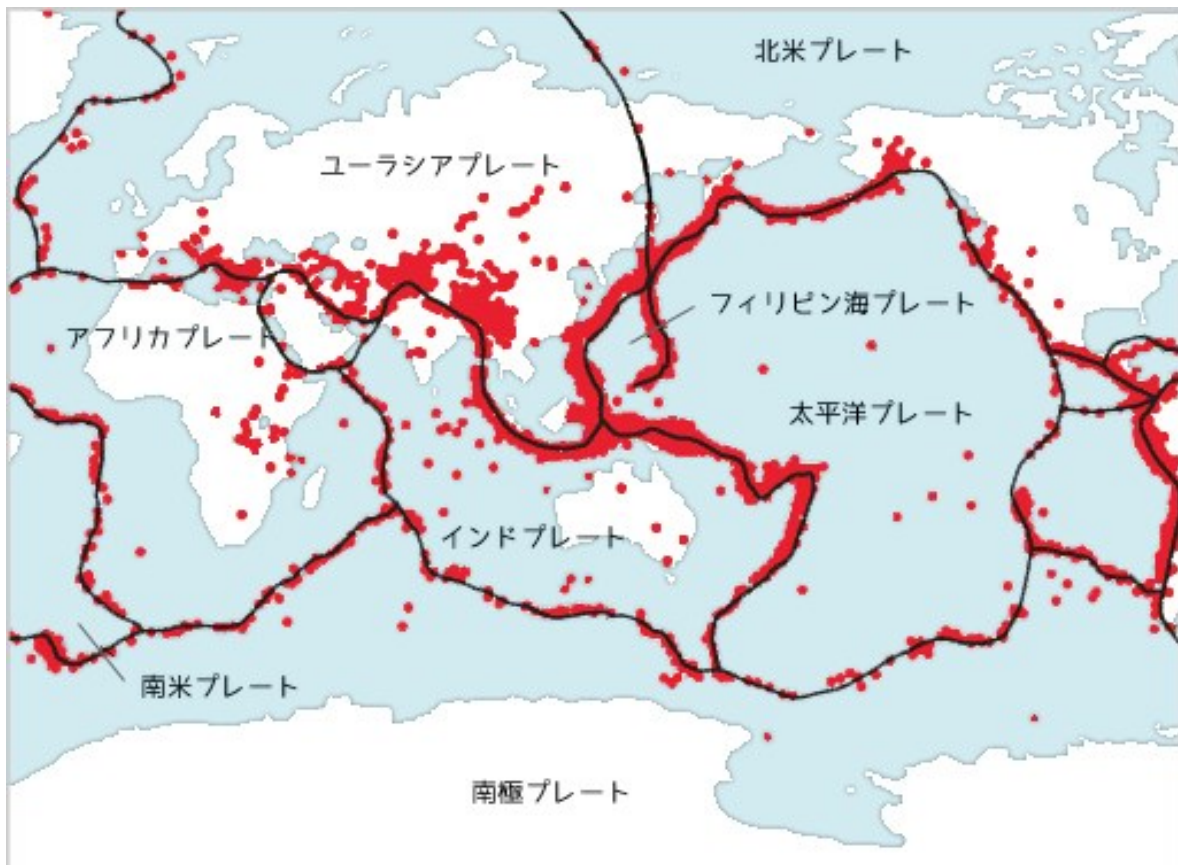 北米プレート
ユーラシアプレート
フィリピン海プレート
アフリカプレート
太平洋プレート
インドプレート
南米プレート
南極プレート